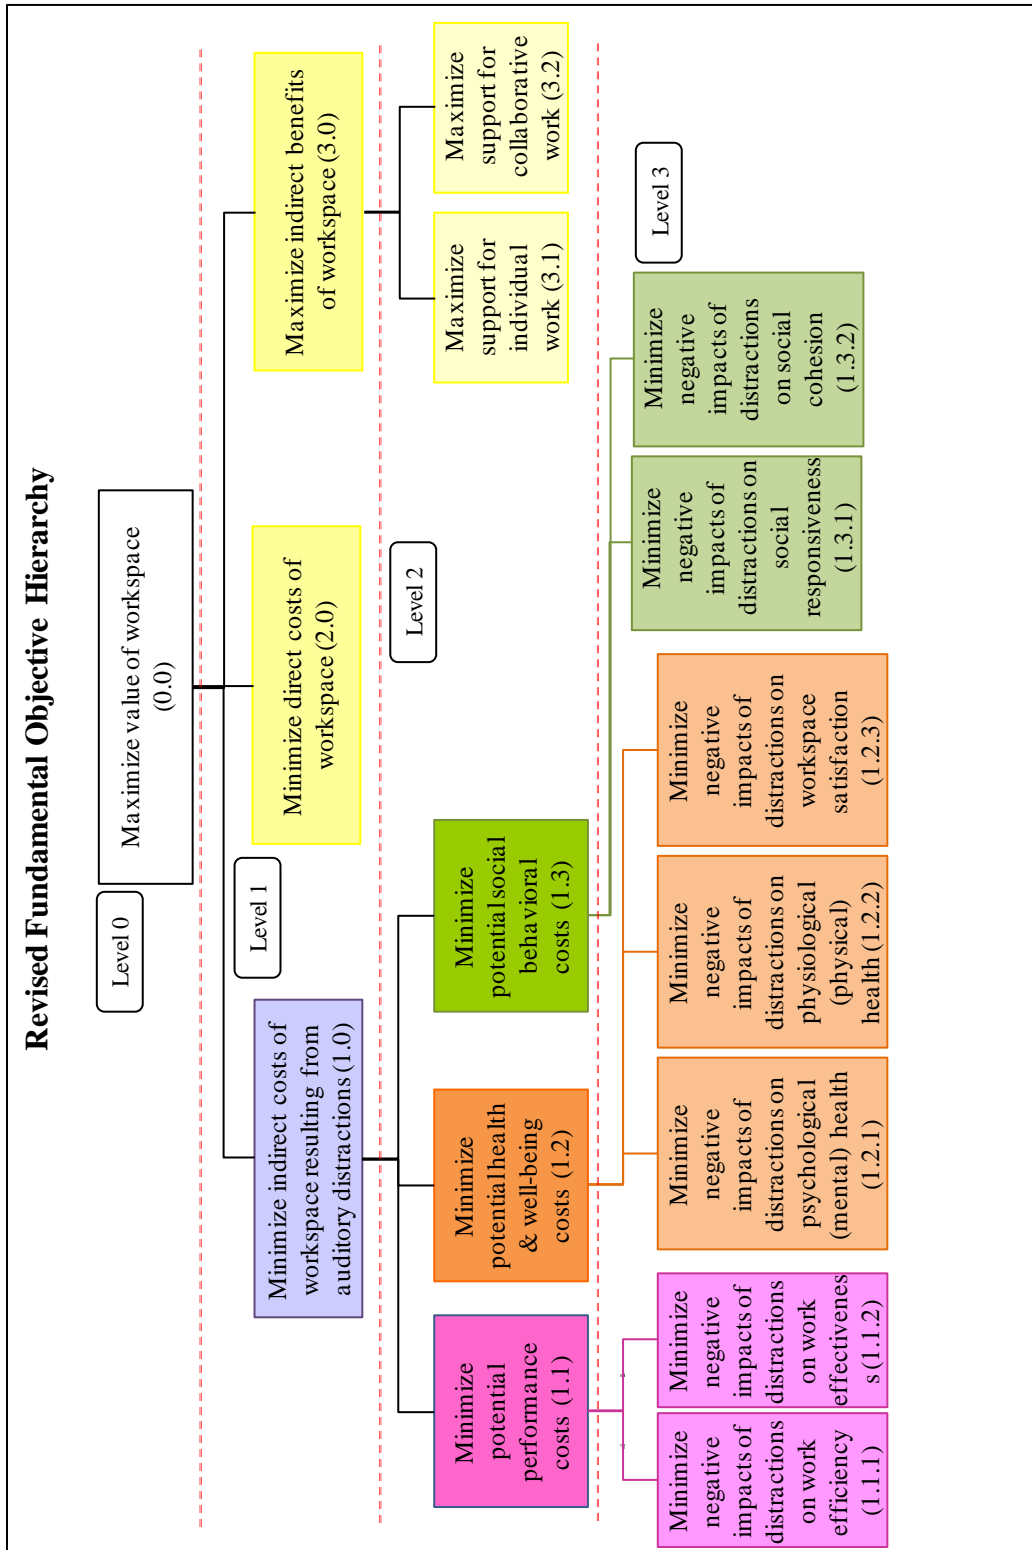 Revised Fundamental Objective Hierarchy
Level 0
Maximize value of workspace
(0.0)
Level 1
Minimize indirect costs of
workspace resulting from
auditory distractions (1.0)
Minimize direct costs of
workspace (2.0)
Maximize indirect benefits
of workspace (3.0)
Level 2
Minimize
potential
performance
costs (1.1)
Minimize
potential health
& well-being
costs (1.2)
Minimize
potential social
behavioral
costs (1.3)
Maximize
support for
individual
work (3.1)
Maximize
support for
collaborative
work (3.2)
Level 3
Minimize
negative
impacts of
distractions
on work
efficiency
(1.1.1)
Minimize
negative
impacts of
distractions
on work
effectivenes
s (1.1.2)
Minimize
negative
impacts of
distractions on
psychological
(mental) health
(1.2.1)
Minimize
negative
impacts of
distractions on
physiological
(physical)
health (1.2.2)
Minimize
negative
impacts of
distractions on
workspace
satisfaction
(1.2.3)
Minimize
negative
impacts of
distractions on
social
responsiveness
(1.3.1)
Minimize
negative
impacts of
distractions
on social
cohesion
(1.3.2)